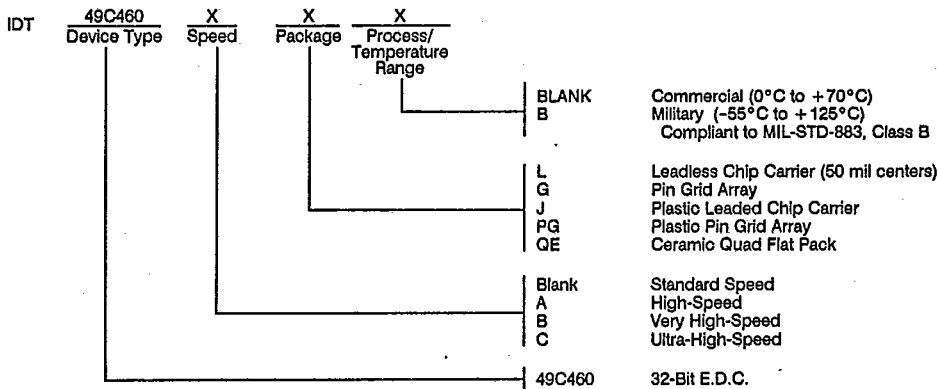 IDT 49C460 X X X
Device Type Speed Package Process/
Temperature
Range
BLANK Commercial (0°C to +70°C)
B Military (-55°C to +125°C)
Compliant to MIL-STD-883, Class B
L Leadless Chip Carrier (50 mil centers)
G Pin Grid Array
J Plastic Leaded Chip Carrier
PG Plastic Pin Grid Array
QE Ceramic Quad Flat Pack
Blank Standard Speed
A High-Speed
B Very High-Speed
C Ultra-High-Speed
49C460 32-Bit E.D.C.